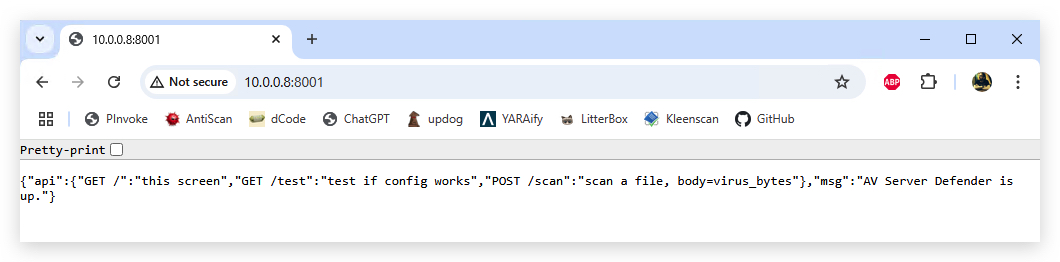 10.0.0.8:8001
Not secure 10.0.0.8:8001
ABP
PInvoke AntiScan dCode ChatGPT updog YARAify LitterBox Kleenscan GitHub
Pretty-print
{"api":{"GET /":"this screen","GET /test":"test if config works","POST /scan":"scan a file, body=virus_bytes"},"msg":"AV Server Defender is
up."}